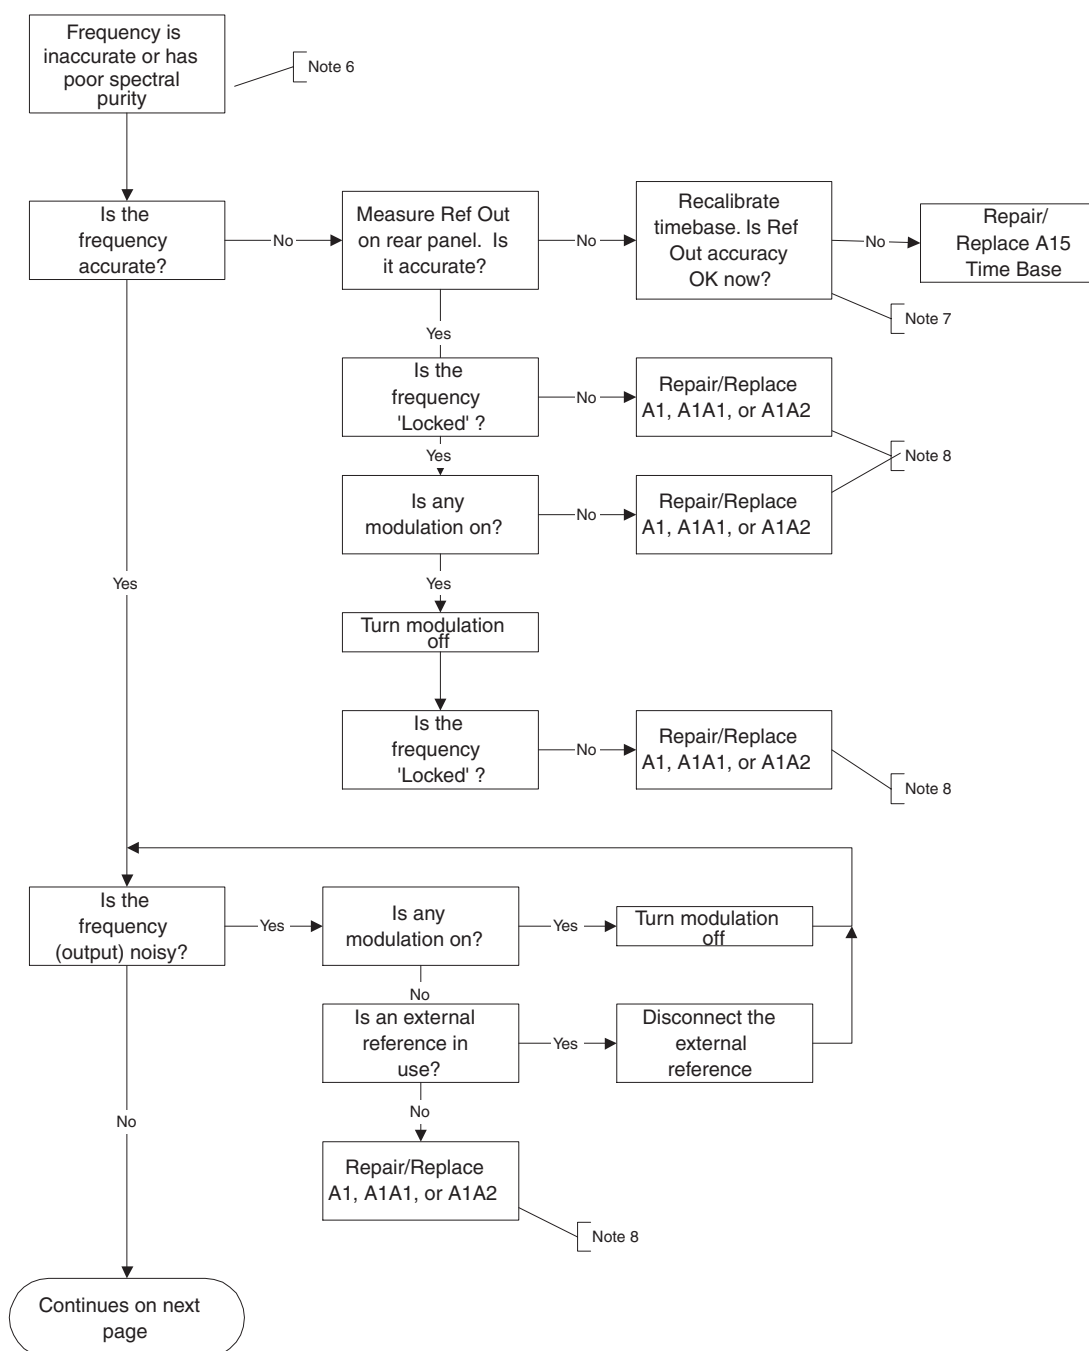 Frequency is
inaccurate or has
poor spectral
purity
Note 6
Is the
frequency
accurate?
No
Measure Ref Out
on rear panel. Is
it accurate?
No
Recalibrate
timebase. Is Ref
Out accuracy
OK now?
No
Repair/
Replace A15
Time Base
Note 7
Yes
Is the
frequency
'Locked' ?
No
Repair/Replace
A1, A1A1, or A1A2
Note 8
Yes
Is any
modulation on?
No
Repair/Replace
A1, A1A1, or A1A2
Yes
Yes
Turn modulation
off
Is the
frequency
'Locked' ?
No
Repair/Replace
A1, A1A1, or A1A2
Note 8
Is the
frequency
(output) noisy?
Yes
Is any
modulation on?
Yes
Turn modulation
off
No
Is an external
reference in
use?
Yes
Disconnect the
external
reference
No
No
Repair/Replace
A1, A1A1, or A1A2
Note 8
Continues on next
page